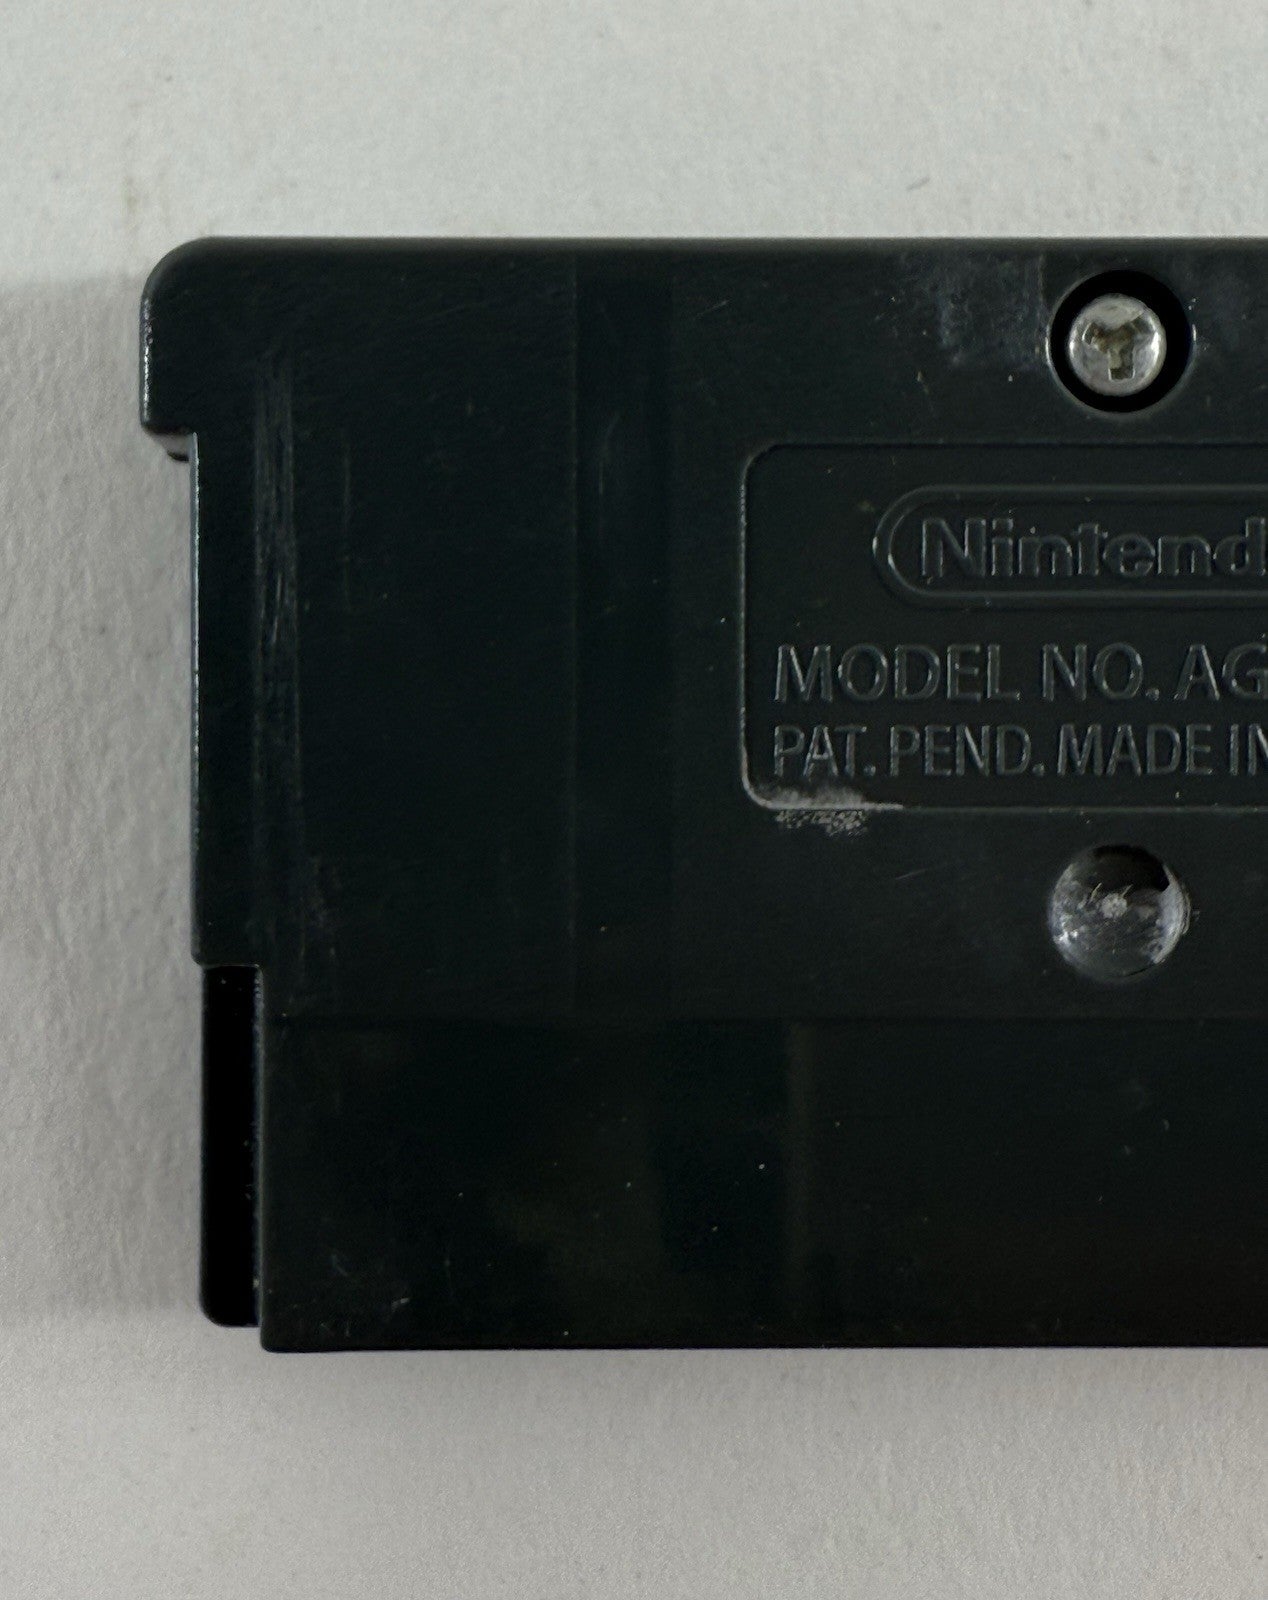 Nintend
MODEL NO. AG
PAT. PEND. MADE IN